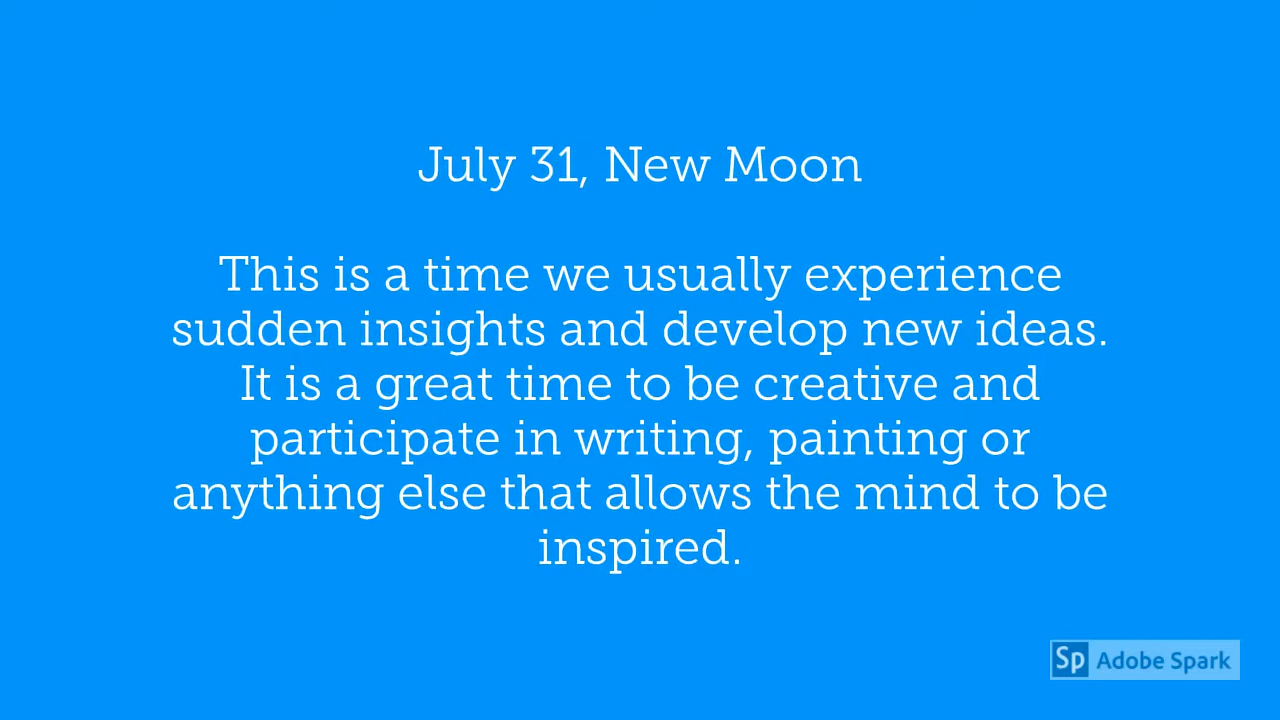 July 31, New Moon
This is a time we usually experience
sudden insights and develop new ideas.
It is a great time to be creative and
participate in writing, painting or
anything else that allows the mind to be
inspired.
Sp Adobe Spark